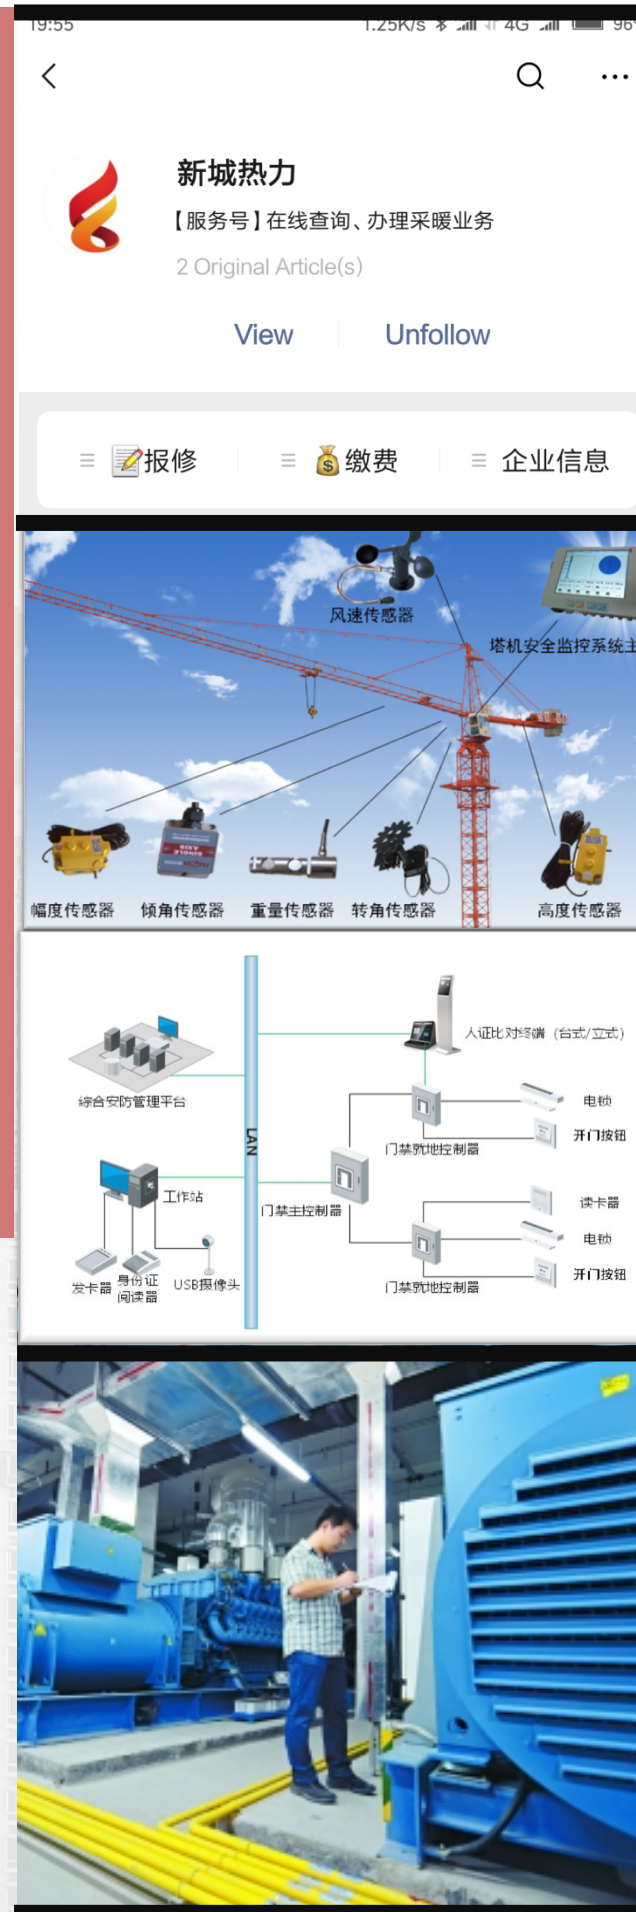 19:55
1.25K/s
4G
96%
新城热力
【服务号】在线查询、办理采暖业务
2 Original Article(s)
View
Unfollow
报修
缴费
企业信息
风速传感器
塔机安全监控系统主
幅度传感器
倾角传感器
重量传感器
转角传感器
高度传感器
SINGLE
AXIS
人证比对终端（台式/立式）
综合安防管理平台
LAN
电锁
开门按钮
门禁就地控制器
工作站
门禁主控制器
读卡器
电锁
开门按钮
门禁就地控制器
发卡器
身份证
阅读器
USB摄像头